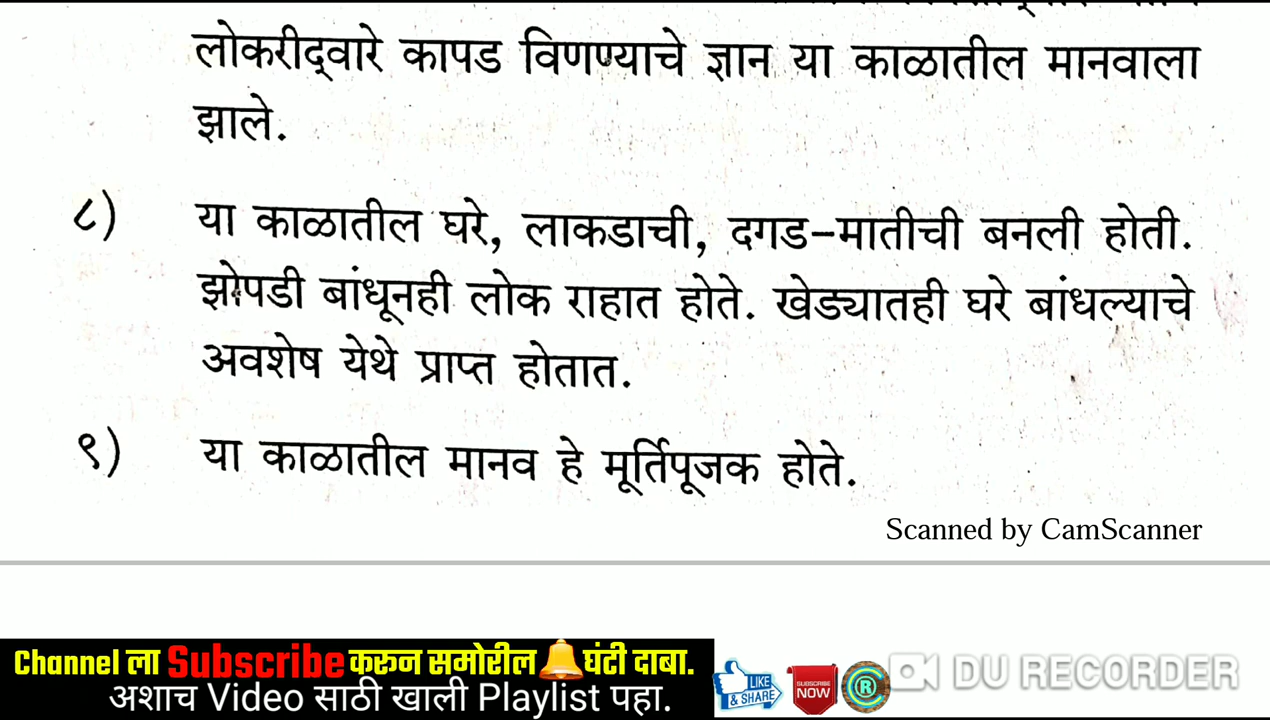 लोकरीद्वारे कापड विणण्याचे ज्ञान या काळातील मानवाला
झाले.
८) या काळातील घरे, लाकडाची, दगड-मातीची बनली होती.
झोपडी बांधूनही लोक राहात होते. खेड्यातही घरे बांधल्याचे
अवशेष येथे प्राप्त होतात.
९) या काळातील मानव हे मूर्तिपूजक होते.
Scanned by CamScanner
Channel ला Subscribe करून समोरील 🔔घंटी दाबा.
अशाच Video साठी खाली Playlist पहा.
LIKE
& SHARE
SUBSCRIBE
NOW
®
DU RECORDER